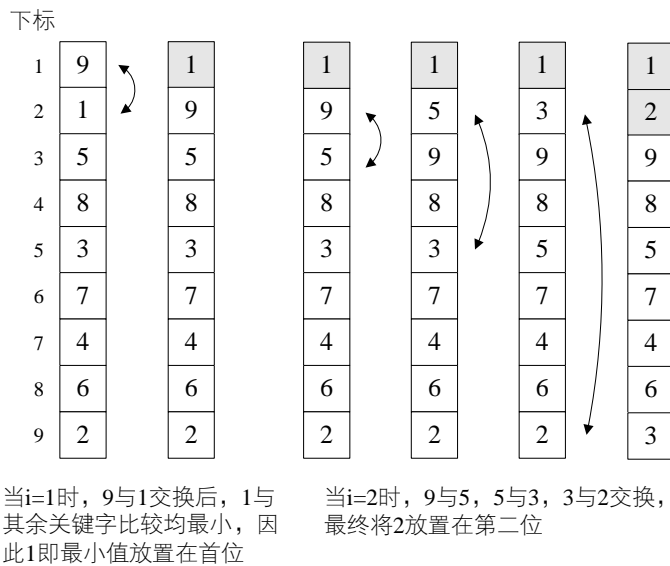 下标
1 9 1 1 1 1 1
2 1 9 9 5 3 2
3 5 5 5 9 9 9
4 8 8 8 8 8 8
5 3 3 3 3 5 5
6 7 7 7 7 7 7
7 4 4 4 4 4 4
8 6 6 6 6 6 6
9 2 2 2 2 2 3
当i=1时，9与1交换后，1与
其余关键字比较均最小，因
此1即最小值放置在首位
当i=2时，9与5，5与3，3与2交换，
最终将2放置在第二位